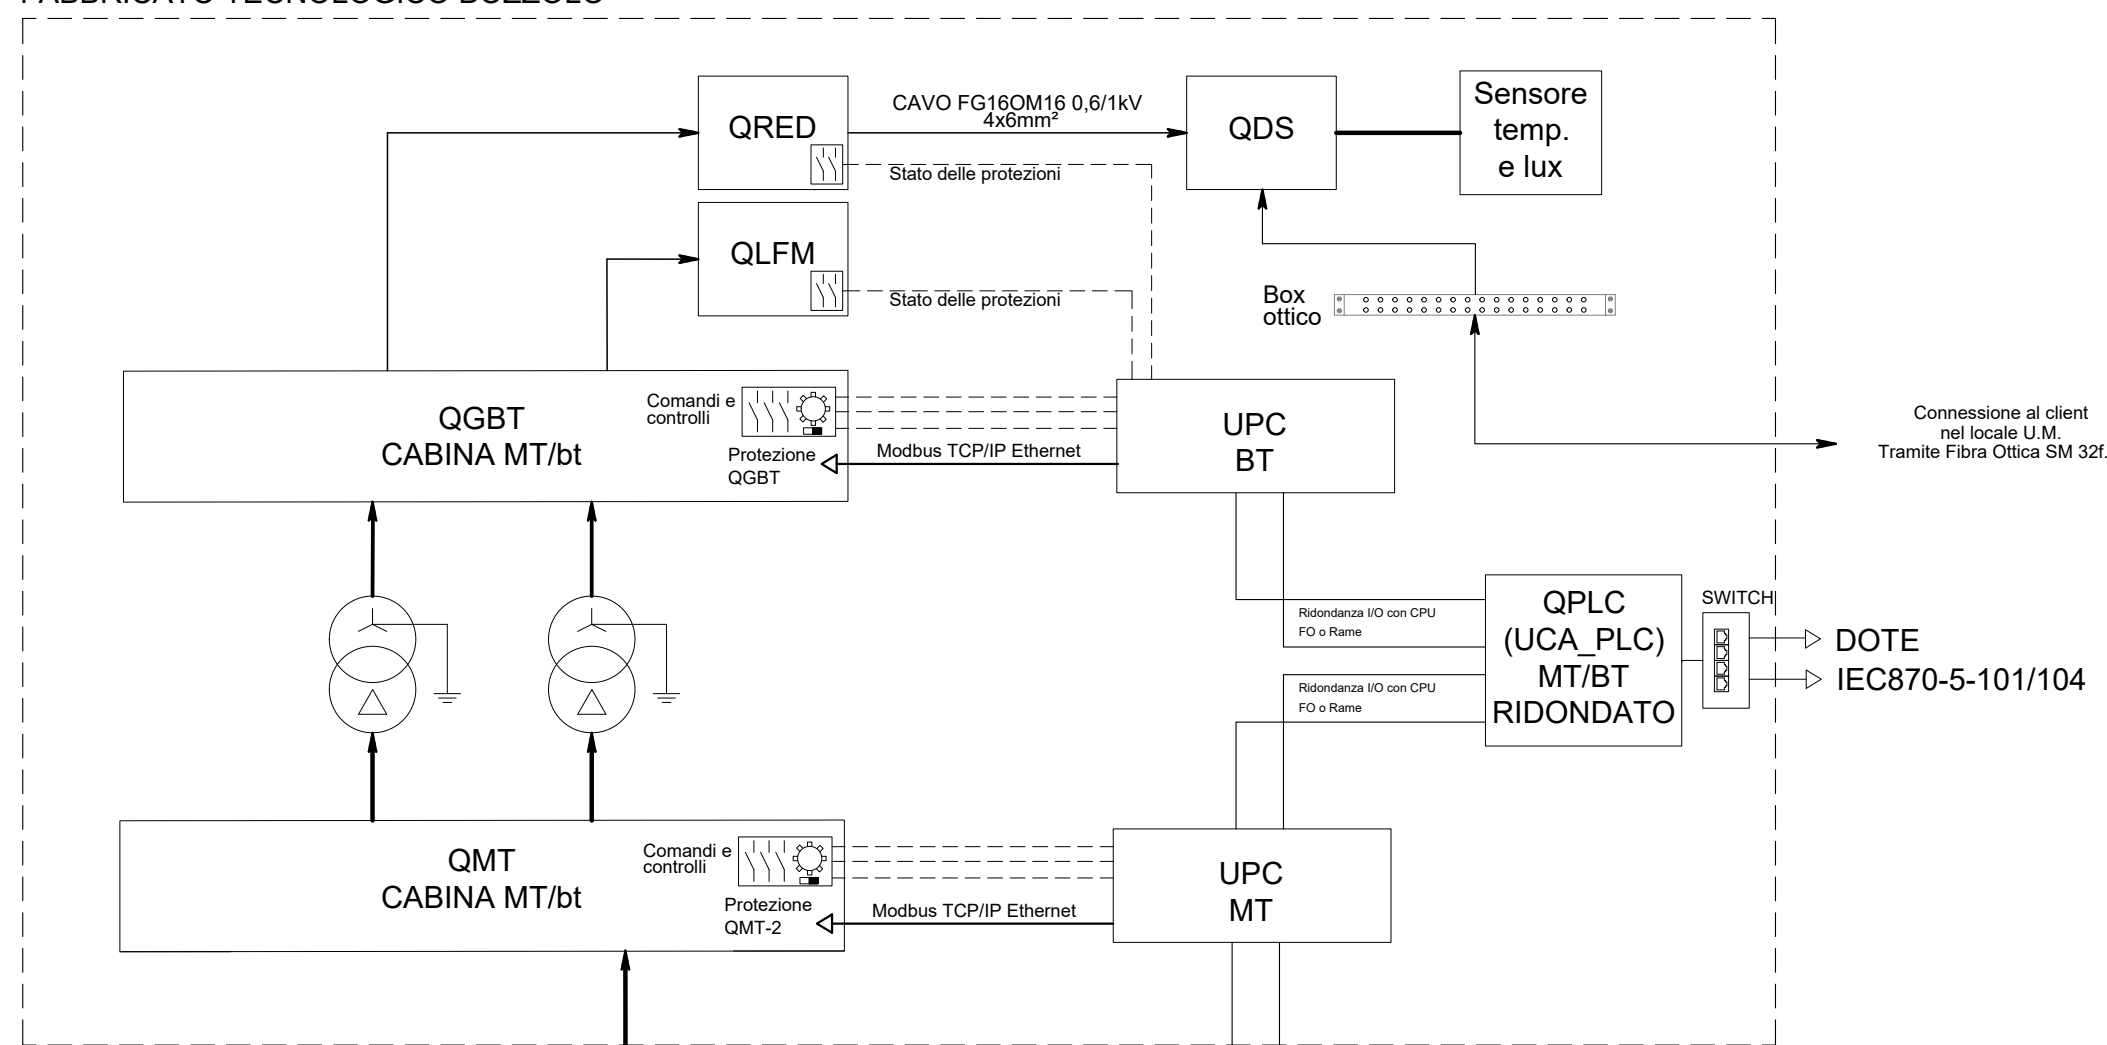 QRED
CAVO FG16OM16 0,6/1kV
4x6mm²
QDS
Sensore
temp.
e lux
Stato delle protezioni
QLFM
Stato delle protezioni
Box
ottico
QGBT
CABINA MT/bt
Comandi e
controlli
Protezione
QGBT
Modbus TCP/IP Ethernet
UPC
BT
Connessione al client
nel locale U.M.
Tramite Fibra Ottica SM 32f.
Ridondanza I/O con CPU
FO o Rame
QPLC
(UCA_PLC)
MT/BT
RIDONDATO
SWITCH
DOTE
IEC870-5-101/104
Ridondanza I/O con CPU
FO o Rame
QMT
CABINA MT/bt
Comandi e
controlli
Protezione
QMT-2
Modbus TCP/IP Ethernet
UPC
MT